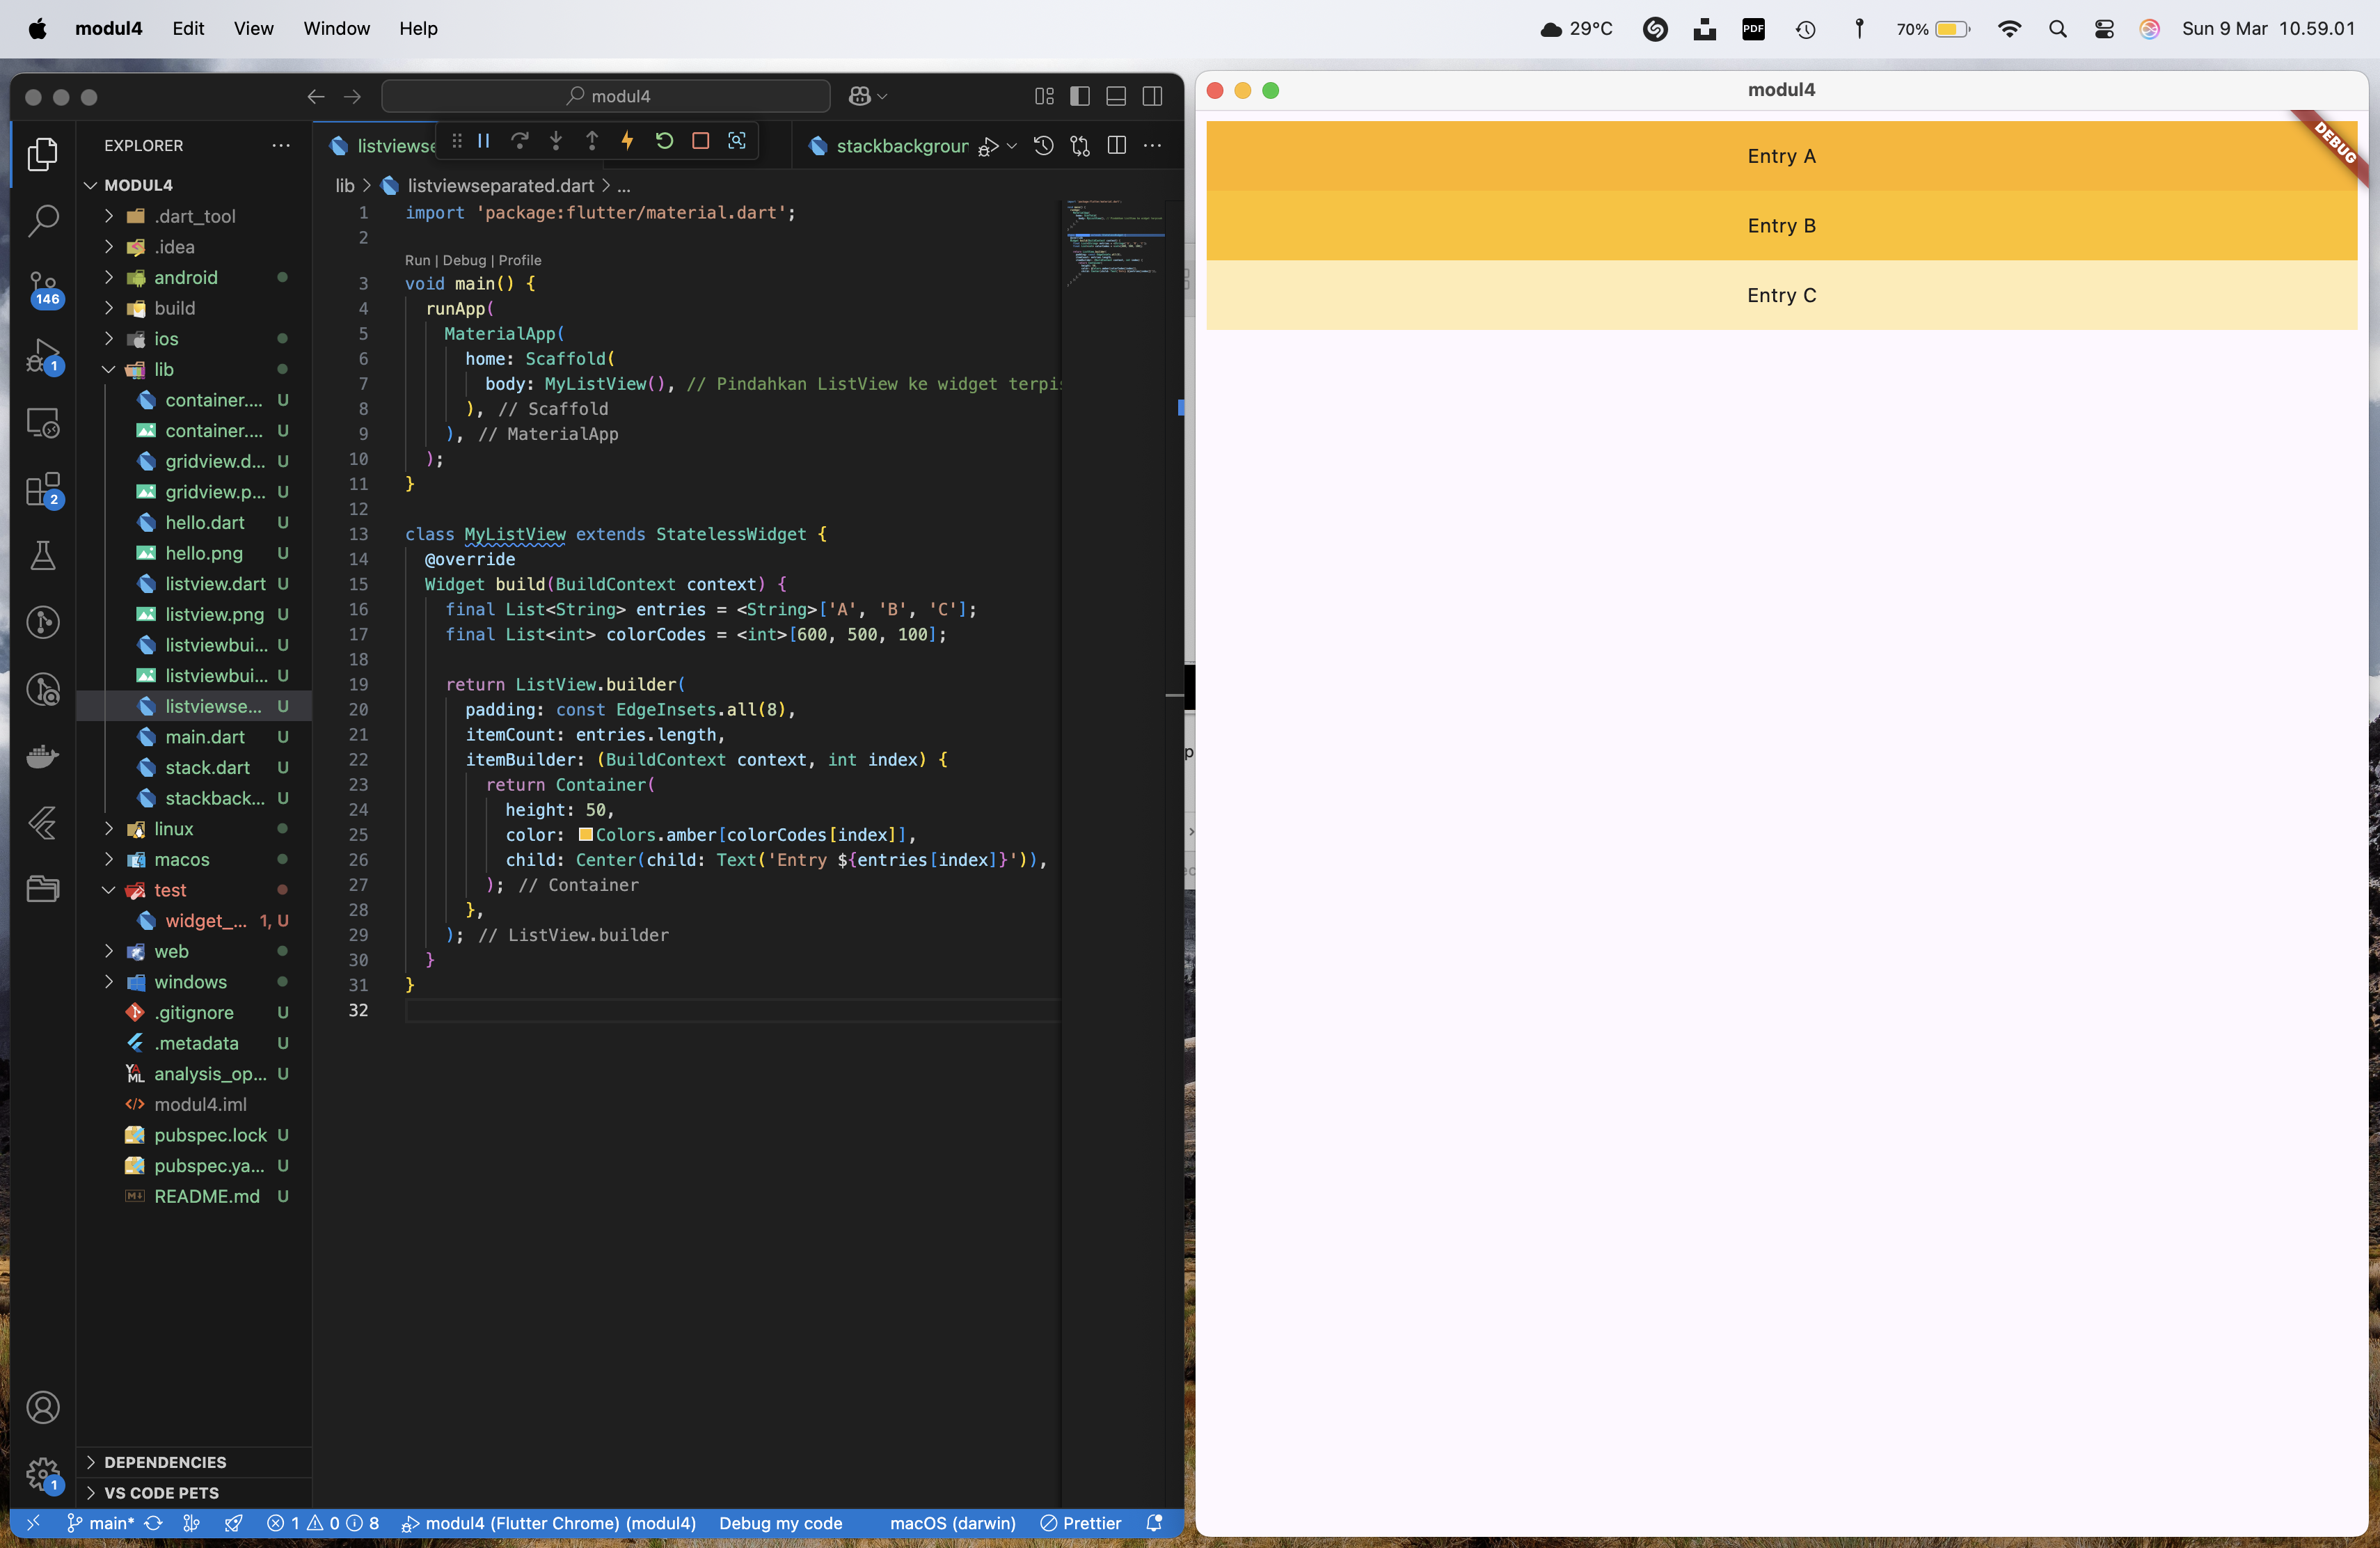 modul4 Edit View Window Help
29°C PDF 70% Sun 9 Mar 10.59.01
modul4
EXPLORER
MODUL4
.dart_tool
.idea
android
build
ios
lib
container.... U
container.... U
gridview.d... U
gridview.p... U
hello.dart U
hello.png U
listview.dart U
listview.png U
listviewbui... U
listviewbui... U
listviewse... U
main.dart U
stack.dart U
stackback... U
linux
macos
test
widget_... 1, U
web
windows
.gitignore U
.metadata U
analysis_op... U
modul4.iml
pubspec.lock U
pubspec.ya... U
README.md U
DEPENDENCIES
VS CODE PETS
146
1
2
1
listviewse
stackbackgrour
lib > listviewseparated.dart > ...
1 import 'package:flutter/material.dart';
2
Run | Debug | Profile
3 void main() {
4 runApp(
5 MaterialApp(
6 home: Scaffold(
7 body: MyListView(), // Pindahkan ListView ke widget terpi
8 ), // Scaffold
9 ), // MaterialApp
10 );
11 }
12
13 class MyListView extends StatelessWidget {
14 @override
15 Widget build(BuildContext context) {
16 final List<String> entries = <String>['A', 'B', 'C'];
17 final List<int> colorCodes = <int>[600, 500, 100];
18
19 return ListView.builder(
20 padding: const EdgeInsets.all(8),
21 itemCount: entries.length,
22 itemBuilder: (BuildContext context, int index) {
23 return Container(
24 height: 50,
25 color: Colors.amber[colorCodes[index]],
26 child: Center(child: Text('Entry ${entries[index]}')),
27 ); // Container
28 },
29 ); // ListView.builder
30 }
31 }
32
main* 1 0 8 modul4 (Flutter Chrome) (modul4) Debug my code macOS (darwin) Prettier
modul4
DEBUG
Entry A
Entry B
Entry C